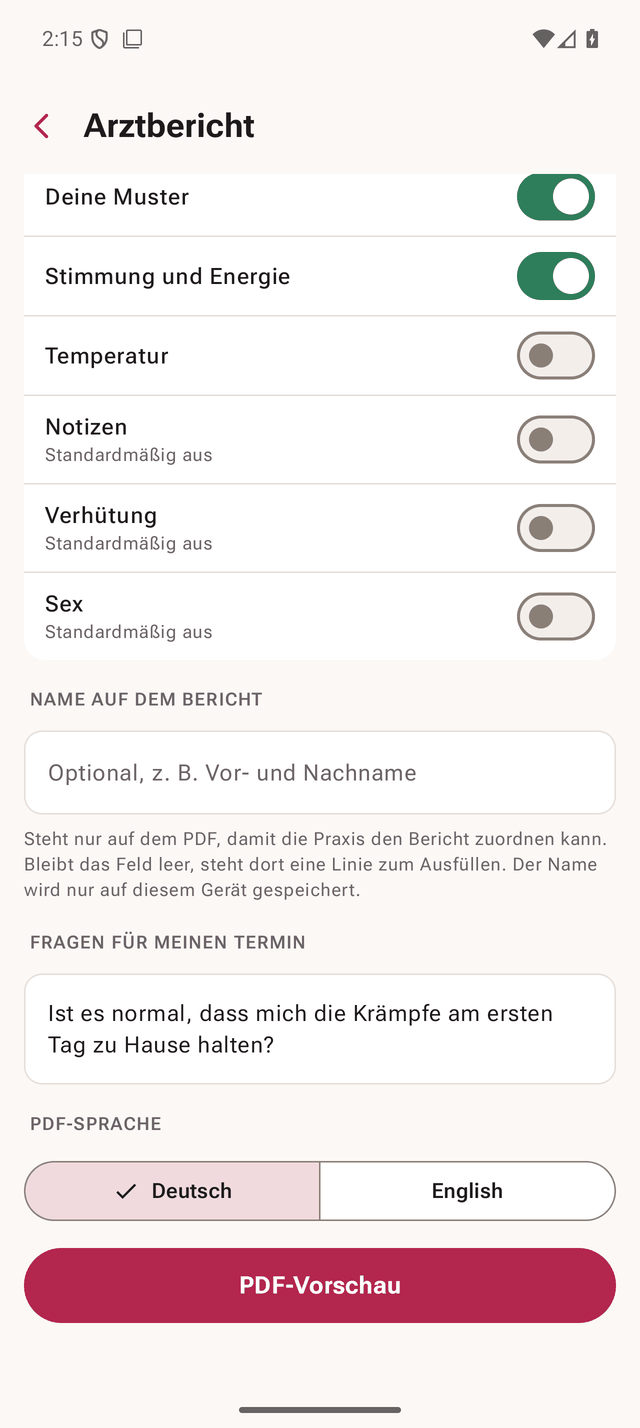 2:15
Arztbericht
Deine Muster
Stimmung und Energie
Temperatur
Notizen
Standardmäßig aus
Verhütung
Standardmäßig aus
Sex
Standardmäßig aus
NAME AUF DEM BERICHT
Optional, z. B. Vor- und Nachname
Steht nur auf dem PDF, damit die Praxis den Bericht zuordnen kann.
Bleibt das Feld leer, steht dort eine Linie zum Ausfüllen. Der Name
wird nur auf diesem Gerät gespeichert.
FRAGEN FÜR MEINEN TERMIN
Ist es normal, dass mich die Krämpfe am ersten
Tag zu Hause halten?
PDF-SPRACHE
Deutsch
English
PDF-Vorschau